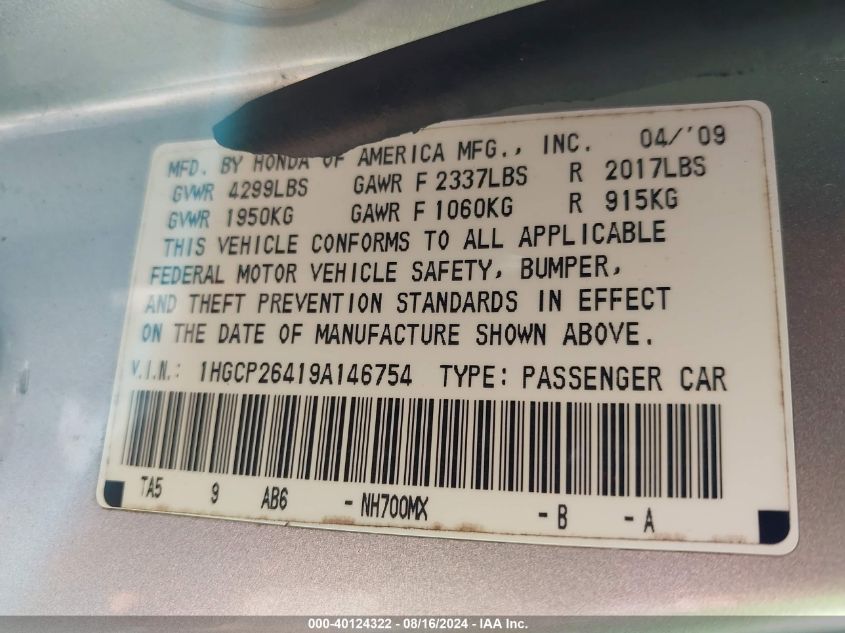 MFD. BY HONDA OF AMERICA MFG., INC. 04/'09
GVWR 4299LBS GAWR F 2337LBS R 2017LBS
GVWR 1950KG GAWR F 1060KG R 915KG
THIS VEHICLE CONFORMS TO ALL APPLICABLE
FEDERAL MOTOR VEHICLE SAFETY, BUMPER,
AND THEFT PREVENTION STANDARDS IN EFFECT
ON THE DATE OF MANUFACTURE SHOWN ABOVE.
V.I.N.: 1HGCP26419A146754 TYPE: PASSENGER CAR
TA5 9 AB6 - NH700MX - B - A
000-40124322 - 08/16/2024 - IAA Inc.